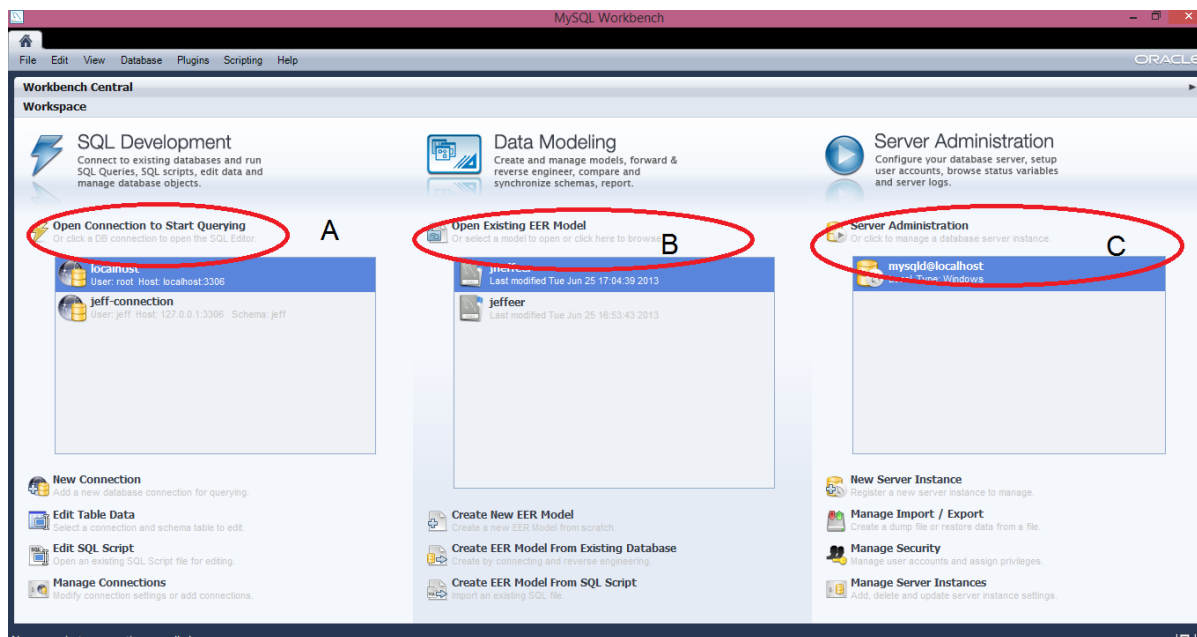 MySQL Workbench
File Edit View Database Plugins Scripting Help
ORACLE
Workbench Central
Workspace
SQL Development
Connect to existing databases and run
SQL Queries, SQL scripts, edit data and
manage database objects.
Open Connection to Start Querying
Or click a DB connection to open the SQL Editor.
A
localhost
User: root Host: localhost:3306
jeff-connection
User: jeff Host: 127.0.0.1:3306 Schema: jeff
New Connection
Add a new database connection for querying.
Edit Table Data
Select a connection and schema table to edit.
Edit SQL Script
Open an existing SQL Script file for editing.
Manage Connections
Modify connection settings or add connections.
Data Modeling
Create and manage models, forward &
reverse engineer, compare and
synchronize schemas, report.
Open Existing EER Model
Or select a model to open or click here to browse.
B
Last modified Tue Jun 25 17:04:39 2013
jeffeer
Last modified Tue Jun 25 16:53:43 2013
Create New EER Model
Create a new EER Model from scratch.
Create EER Model From Existing Database
Create by connecting and reverse engineering.
Create EER Model From SQL Script
Import an existing SQL file.
Server Administration
Configure your database server, setup
user accounts, browse status variables
and server logs.
Server Administration
Or click to manage a database server instance.
C
mysqld@localhost
Local Type: Windows
New Server Instance
Register a new server instance to manage.
Manage Import / Export
Create a dump file or restore data from a file.
Manage Security
Manage user accounts and assign privileges.
Manage Server Instances
Add, delete and update server instance settings.